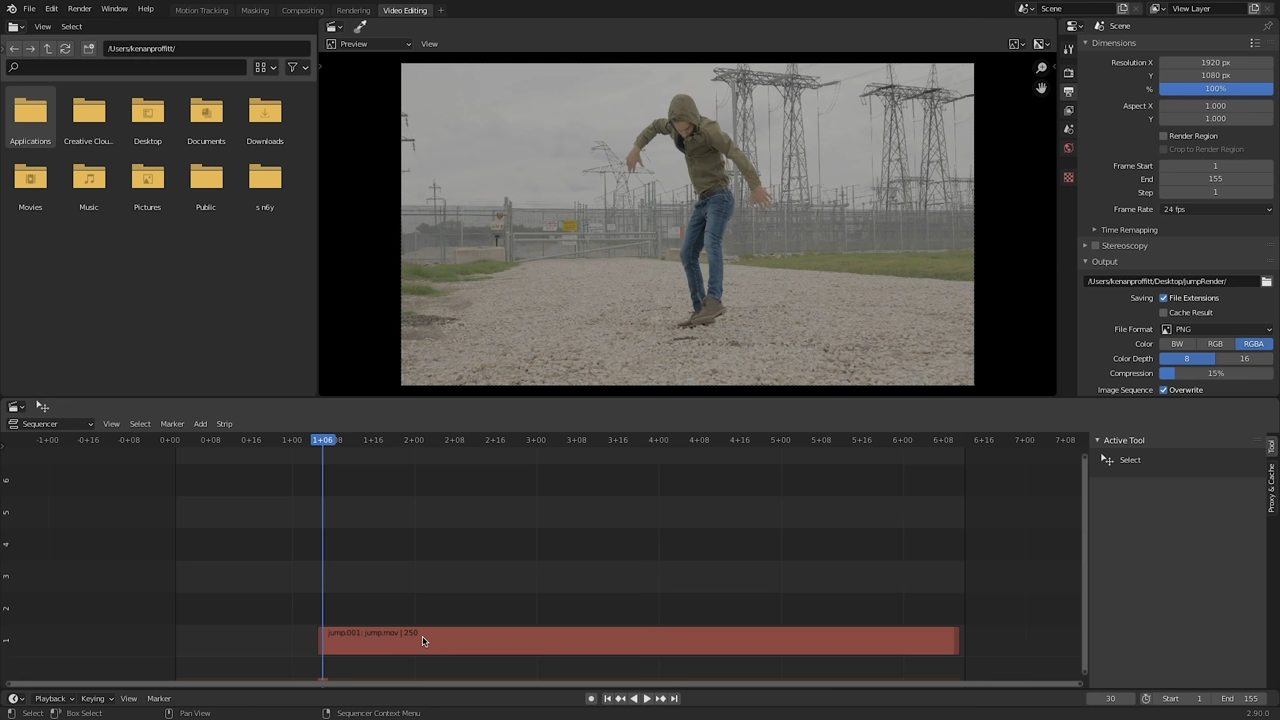 File Edit Render Window Help Motion Tracking Masking Compositing Rendering Video Editing + Scene View Layer
View Select
Preview View
Scene
/Users/kenanproffitt/
Applications Creative Clou... Desktop Documents Downloads
Movies Music Pictures Public s n6y
Dimensions
Resolution X 1920 px
Y 1080 px
% 100%
Aspect X 1.000
Y 1.000
Render Region
Crop to Render Region
Frame Start 1
End 155
Step 1
Frame Rate 24 fps
Time Remapping
Stereoscopy
Output
/Users/kenanproffitt/Desktop/jumpRender/
Saving File Extensions
Cache Result
File Format PNG
Color BW RGB RGBA
Color Depth 8 16
Compression 15%
Image Sequence Overwrite
Sequencer View Select Marker Add Strip
-1+00 -0+16 -0+08 0+00 0+08 0+16 1+00 1+06 1+16 2+00 2+08 2+16 3+00 3+08 3+16 4+00 4+08 4+16 5+00 5+08 5+16 6+00 6+08 6+16 7+00 7+08
6
5
4
3
2
1
jump.001: jump.mov | 250
Active Tool
Select
Tool
Proxy & Cache
Playback Keying View Marker 30 Start 1 End 155
Select Box Select Pan View Sequencer Context Menu 2.90.0